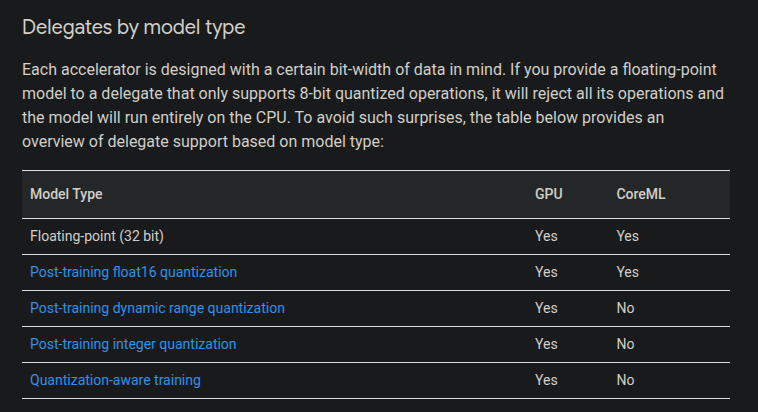 Delegates by model type
Each accelerator is designed with a certain bit-width of data in mind. If you provide a floating-point
model to a delegate that only supports 8-bit quantized operations, it will reject all its operations and
the model will run entirely on the CPU. To avoid such surprises, the table below provides an
overview of delegate support based on model type:
Model Type GPU CoreML
Floating-point (32 bit) Yes Yes
Post-training float16 quantization Yes Yes
Post-training dynamic range quantization Yes No
Post-training integer quantization Yes No
Quantization-aware training Yes No